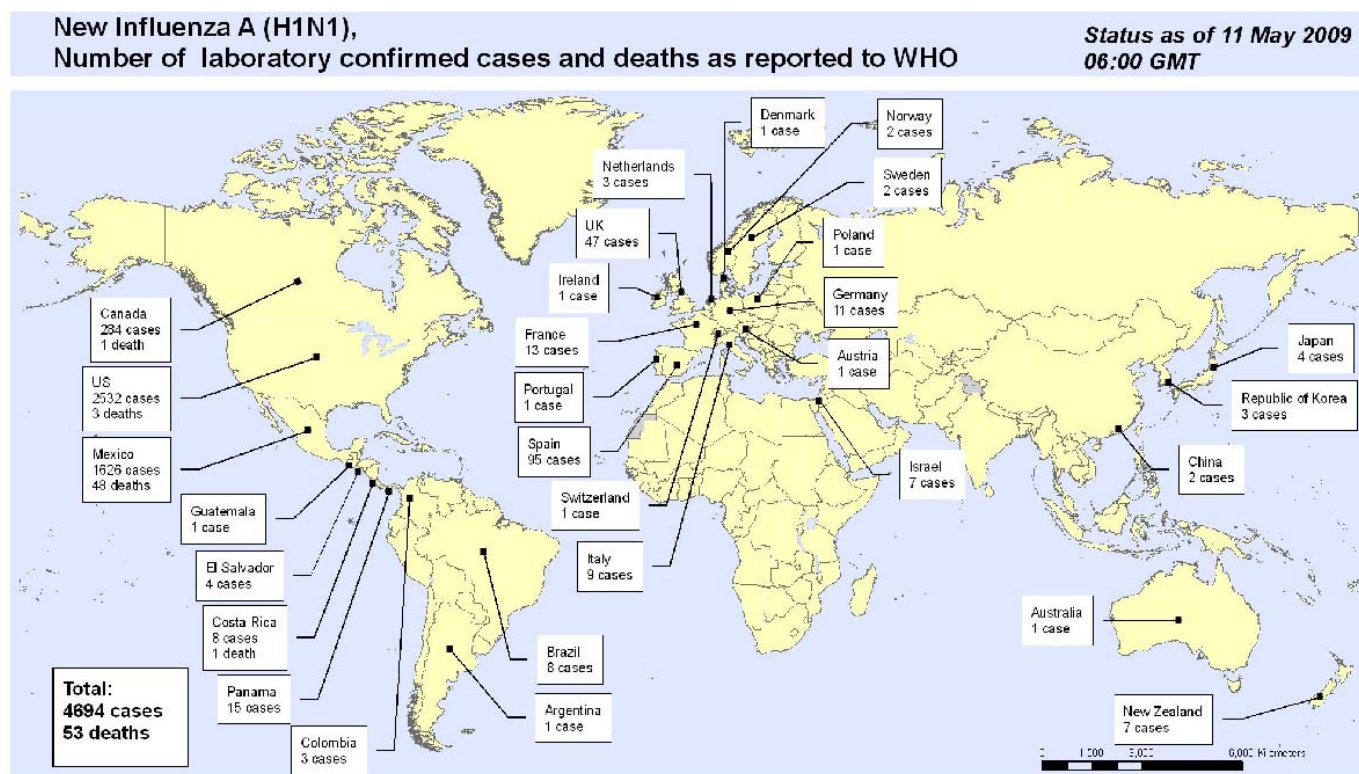 New Influenza A (H1N1),
Number of laboratory confirmed cases and deaths as reported to WHO
Status as of 11 May 2009
06:00 GMT
Denmark
1 case
Norway
2 cases
Netherlands
3 cases
Sweden
2 cases
UK
47 cases
Poland
1 case
Ireland
1 case
Germany
11 cases
Canada
284 cases
1 death
France
13 cases
Austria
1 case
Japan
4 cases
US
2532 cases
3 deaths
Portugal
1 case
Republic of Korea
3 cases
Mexico
1626 cases
48 deaths
Spain
95 cases
Israel
7 cases
China
2 cases
Guatemala
1 case
Switzerland
1 case
El Salvador
4 cases
Italy
9 cases
Costa Rica
8 cases
1 death
Australia
1 case
Brazil
8 cases
Total:
4694 cases
53 deaths
Panama
15 cases
Argentina
1 case
New Zealand
7 cases
Colombia
3 cases
0 6,000 Kilometers